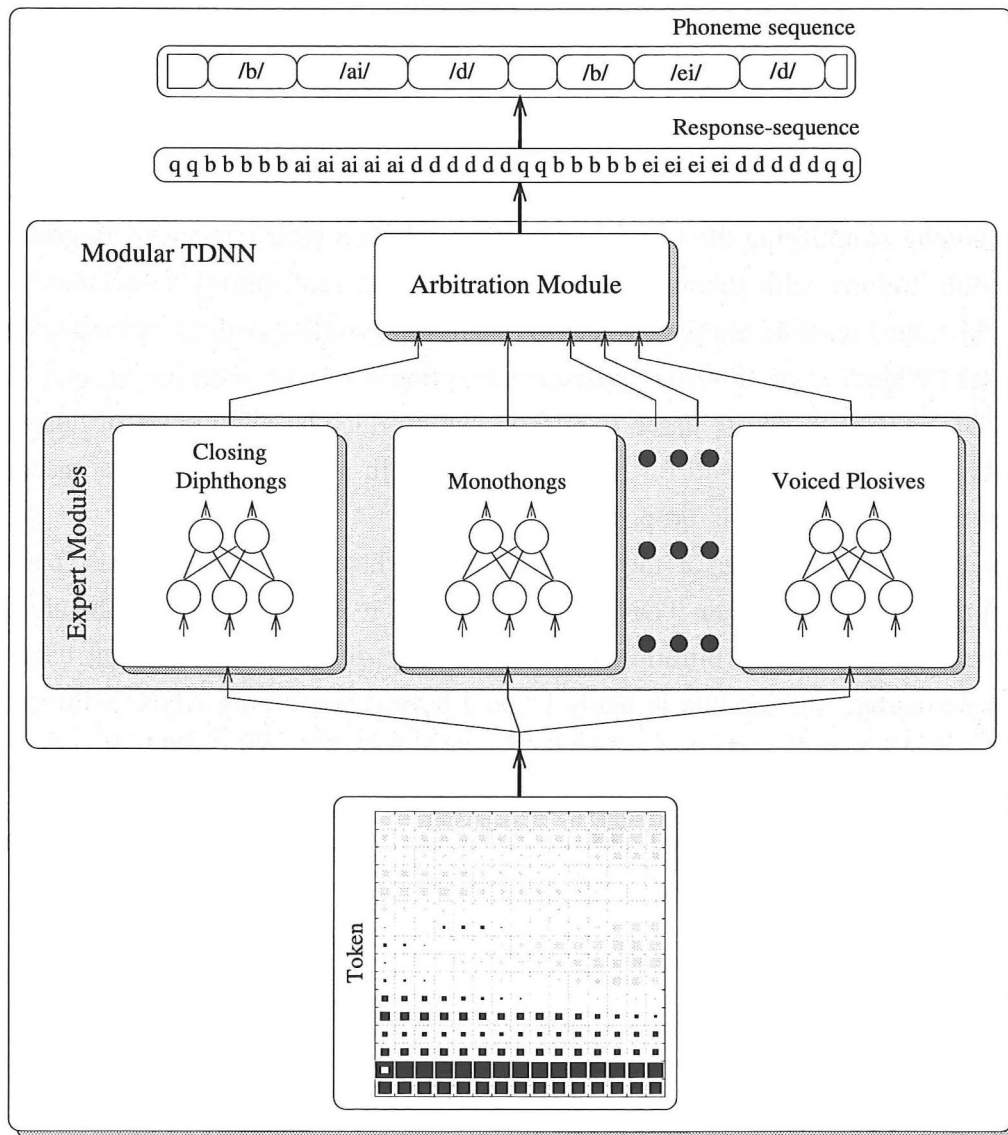 Phoneme sequence
/b/ /ai/ /d/ /b/ /ei/ /d/
Response-sequence
q q b b b b b ai ai ai ai ai d d d d d d q q b b b b b ei ei ei ei d d d d d q q
Modular TDNN
Arbitration Module
Expert Modules
Closing
Diphthongs
Monothongs
Voiced Plosives
Token